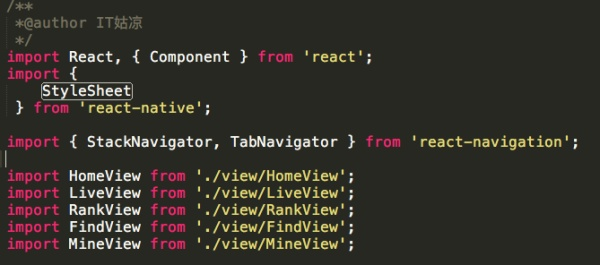 /**
 *@author IT姑凉
 */
import React, { Component } from 'react';
import {
    StyleSheet
 } from 'react-native';
import { StackNavigator, TabNavigator } from 'react-navigation';
import HomeView from './view/HomeView';
import LiveView from './view/LiveView';
import RankView from './view/RankView';
import FindView from './view/FindView';
import MineView from './view/MineView';